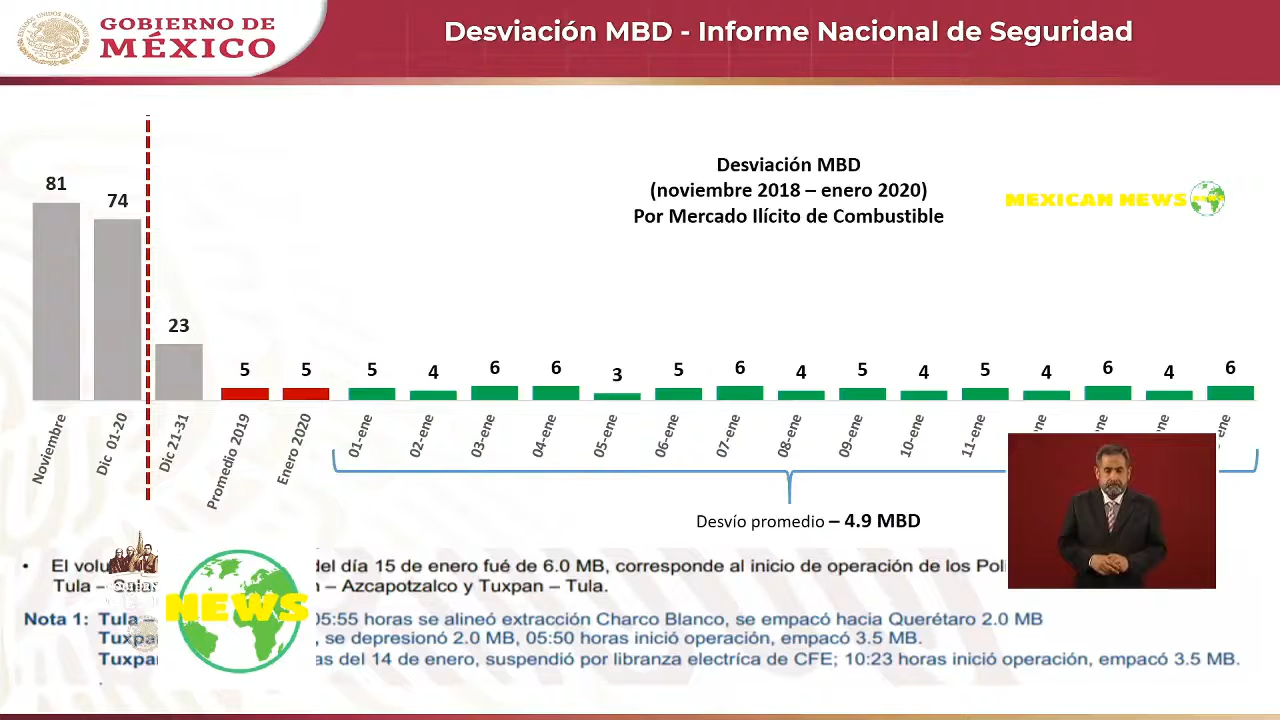 GOBIERNO DE
MÉXICO
Desviación MBD - Informe Nacional de Seguridad
Desviación MBD
(noviembre 2018 – enero 2020)
Por Mercado Ilícito de Combustible
MEXICAN NEWS
81
74
23
5
5
5
4
6
6
3
5
6
4
5
4
5
4
6
4
6
Noviembre
Dic 01-20
Dic 21-31
Promedio 2019
Enero 2020
01-ene
02-ene
03-ene
04-ene
05-ene
06-ene
07-ene
08-ene
09-ene
10-ene
11-ene
-ene
Desvío promedio – 4.9 MBD
• El del día 15 de enero fué de 6.0 MB, corresponde al inicio de operación de los
Tula – – Azcapotzalco y Tuxpan – Tula.
NEWS
Nota 1: Tula – 05:55 horas se alineó extracción Charco Blanco, se empacó hacia Querétaro 2.0 MB
, se depresionó 2.0 MB, 05:50 horas inició operación, empacó 3.5 MB.
del 14 de enero, suspendió por libranza electríca de CFE; 10:23 horas inició operación, empacó 3.5 MB.